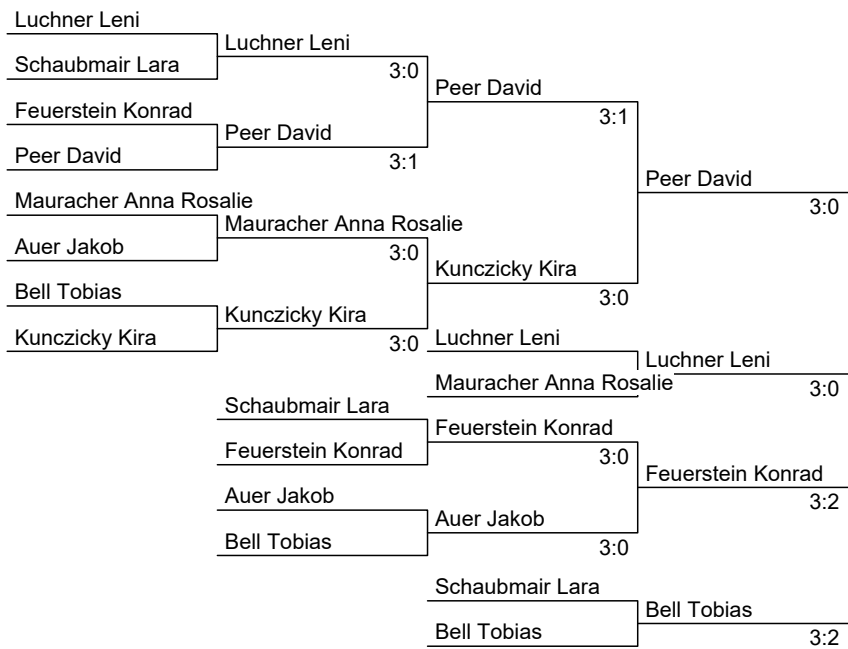 Luchner Leni
Luchner Leni
Schaubmair Lara
3:0
Peer David
Feuerstein Konrad
3:1
Peer David
Peer David
3:1
Peer David
Mauracher Anna Rosalie
3:0
Mauracher Anna Rosalie
Auer Jakob
3:0
Kunczicky Kira
Bell Tobias
3:0
Kunczicky Kira
Kunczicky Kira
3:0
Luchner Leni
Luchner Leni
Mauracher Anna Rosalie
3:0
Schaubmair Lara
Feuerstein Konrad
Feuerstein Konrad
3:0
Feuerstein Konrad
Auer Jakob
3:2
Auer Jakob
Bell Tobias
3:0
Schaubmair Lara
Bell Tobias
Bell Tobias
3:2